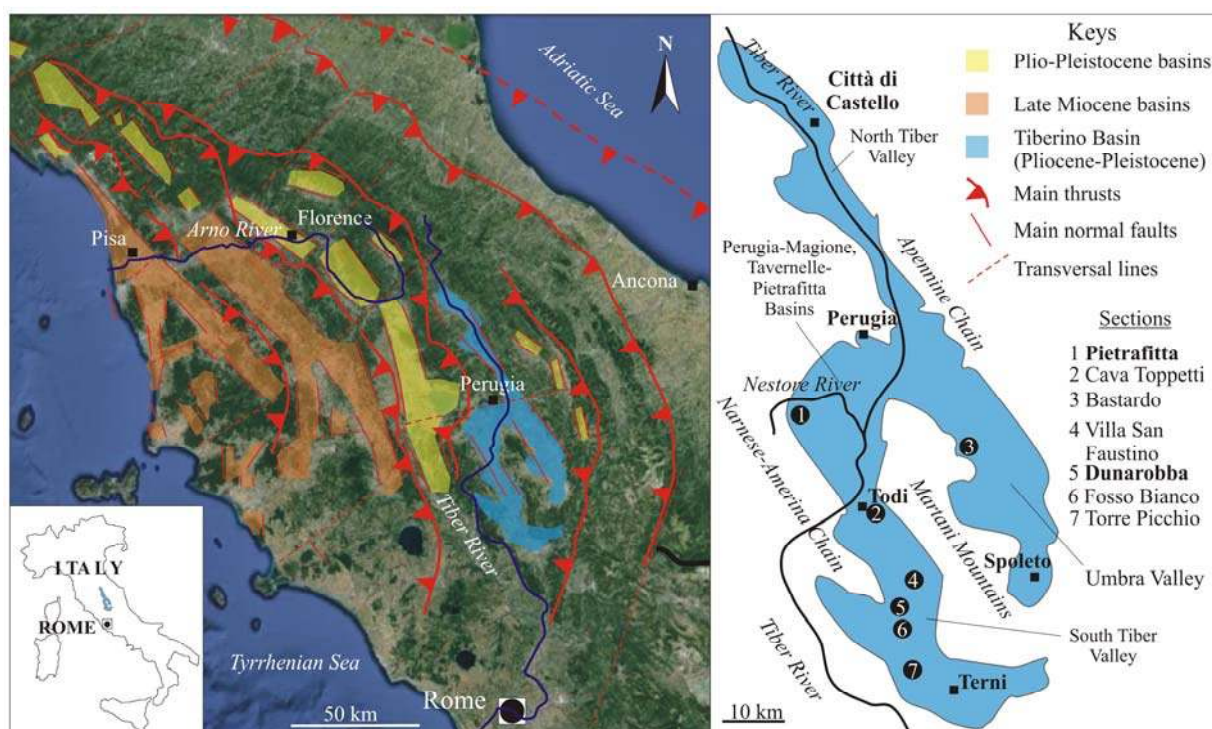 Adriatic Sea
N
Florence
Arno River
Pisa
Ancona
Perugia
Tiber River
ITALY
ROME
Tyrrhenian Sea
Rome
50 km
Tiber River
Città di
Castello
North Tiber
Valley
Perugia-Magione,
Tavernelle-
Pietrafitta
Basins
Apennine Chain
Perugia
Nestore River
1
3
Narnese-Amerina Chain
Todi
2
Martani Mountains
Spoleto
4
5
6
7
Umbra Valley
South Tiber
Valley
Tiber River
Terni
10 km
Keys
Plio-Pleistocene basins
Late Miocene basins
Tiberino Basin
(Pliocene-Pleistocene)
Main thrusts
Main normal faults
Transversal lines
Sections
1 Pietrafitta
2 Cava Toppetti
3 Bastardo
4 Villa San
Faustino
5 Dunarobba
6 Fosso Bianco
7 Torre Picchio